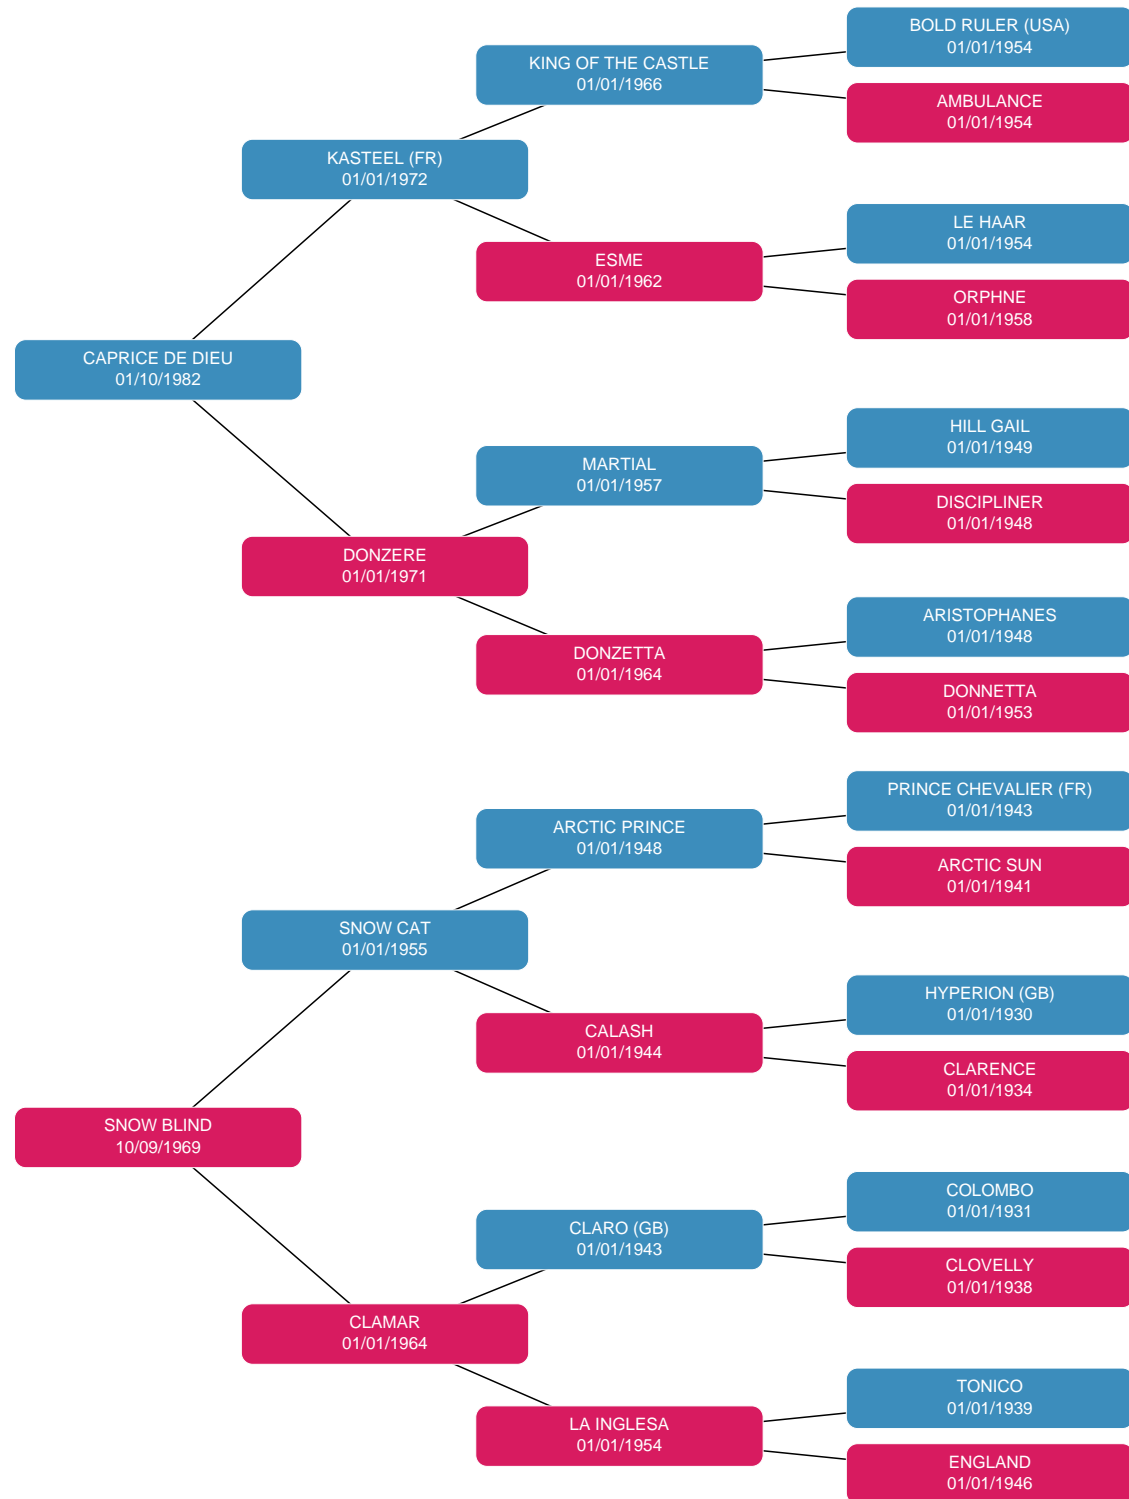 BOLD RULER (USA)
01/01/1954
KING OF THE CASTLE
01/01/1966
AMBULANCE
01/01/1954
KASTEEL (FR)
01/01/1972
LE HAAR
01/01/1954
ESME
01/01/1962
ORPHNE
01/01/1958
CAPRICE DE DIEU
01/10/1982
HILL GAIL
01/01/1949
MARTIAL
01/01/1957
DISCIPLINER
01/01/1948
DONZERE
01/01/1971
ARISTOPHANES
01/01/1948
DONZETTA
01/01/1964
DONNETTA
01/01/1953
PRINCE CHEVALIER (FR)
01/01/1943
ARCTIC PRINCE
01/01/1948
ARCTIC SUN
01/01/1941
SNOW CAT
01/01/1955
HYPERION (GB)
01/01/1930
CALASH
01/01/1944
CLARENCE
01/01/1934
SNOW BLIND
10/09/1969
COLOMBO
01/01/1931
CLARO (GB)
01/01/1943
CLOVELLY
01/01/1938
CLAMAR
01/01/1964
TONICO
01/01/1939
LA INGLESA
01/01/1954
ENGLAND
01/01/1946